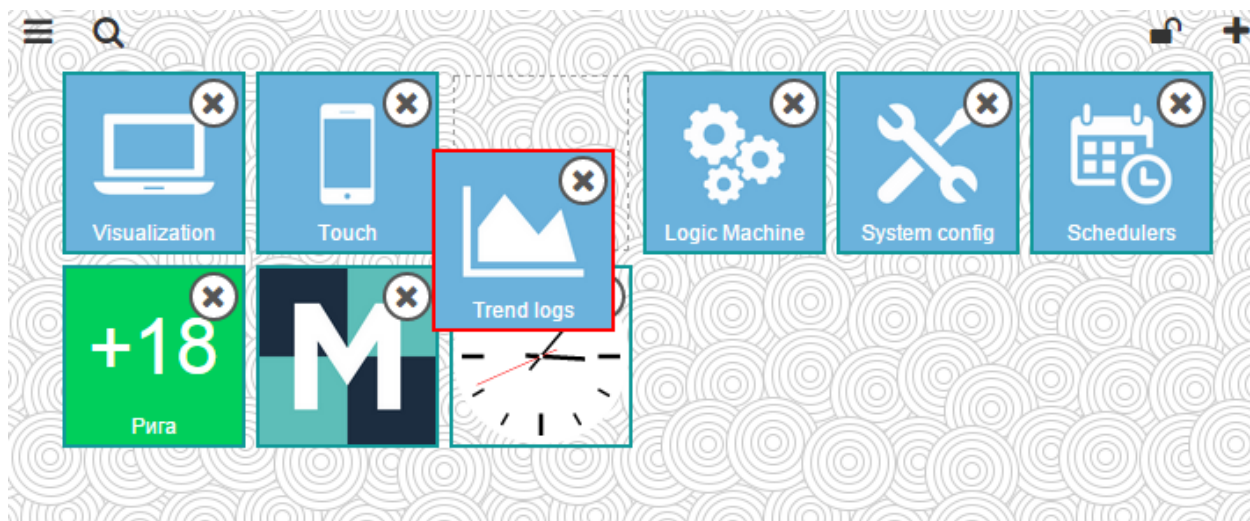 Visualization
Touch
Logic Machine
System config
Schedulers
Trend logs
+18
Рига
M